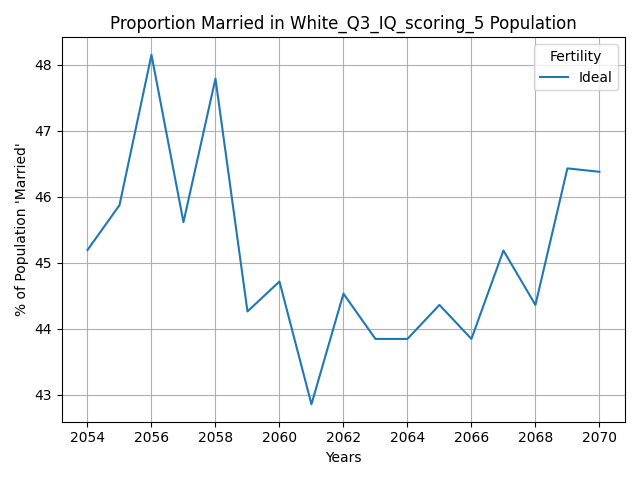 Proportion Married in White_Q3_IQ_scoring_5 Population
Fertility
Ideal
% of Population 'Married'
48
47
46
45
44
43
2054 2056 2058 2060 2062 2064 2066 2068 2070
Years